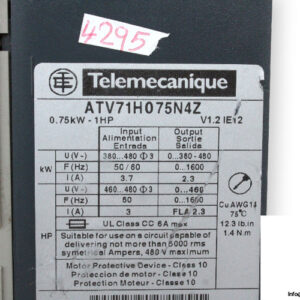 4295
Telemecanique
ATV71H075N4Z
0.75kW - 1HP V1.2 IE12
Input Output
Alimentation Sortie
Entrada Salida
kW U (V~) 380...480 ɸ 3 0...380-480
F (Hz) 50 / 60 0...1600
I (A) 3.7 2.3
HP U (V~) 460...480 ɸ 3 0...460
F (Hz) 50 / 60 0...1600
I (A) 3 FLA 2.3
Cu AWG14
75°C
12.3 lb.in
1.4 N.m
UL Class CC 6A max
Suitable for use on a circuit capable of
delivering not more than 5000 rms
symetrical Amperes, 480 V maximum
Motor Protective Device - Class 10
Proteccion de motor - Classe 10
Protection Moteur - Classe 10